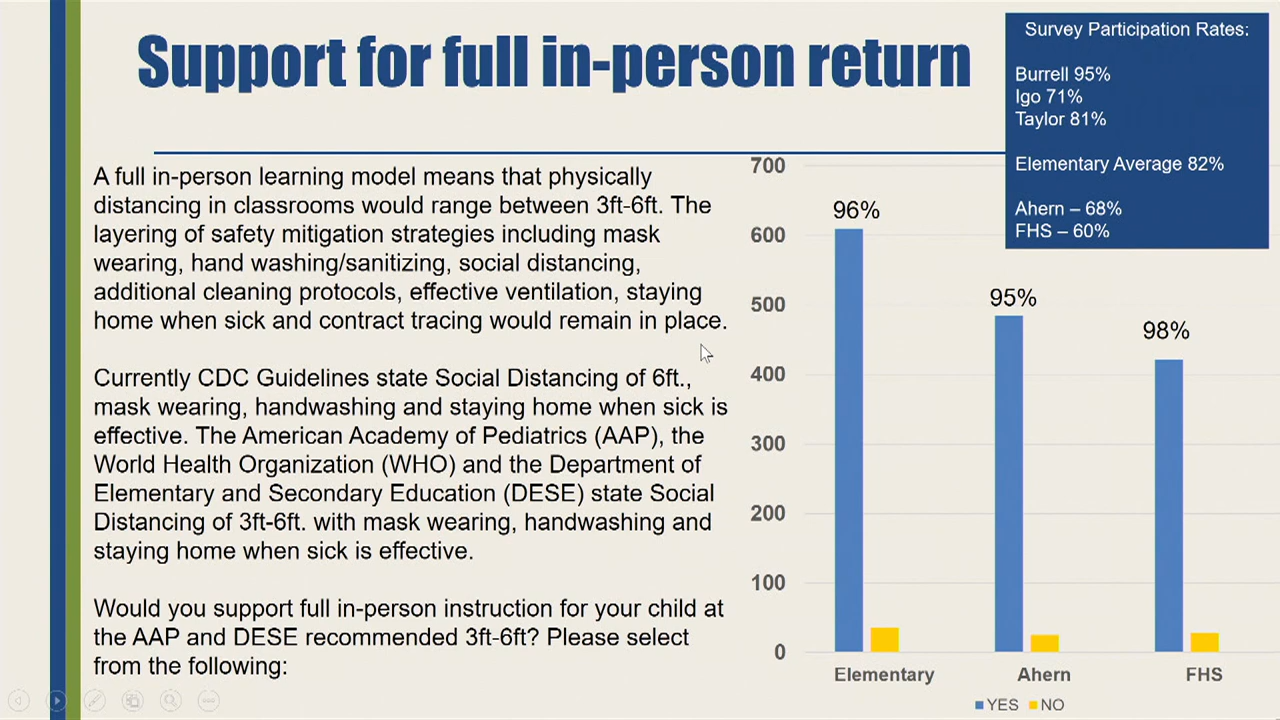 Support for full in-person return
Survey Participation Rates:
Burrell 95%
Igo 71%
Taylor 81%
Elementary Average 82%
Ahern – 68%
FHS – 60%
A full in-person learning model means that physically
distancing in classrooms would range between 3ft-6ft. The
layering of safety mitigation strategies including mask
wearing, hand washing/sanitizing, social distancing,
additional cleaning protocols, effective ventilation, staying
home when sick and contract tracing would remain in place.
Currently CDC Guidelines state Social Distancing of 6ft.,
mask wearing, handwashing and staying home when sick is
effective. The American Academy of Pediatrics (AAP), the
World Health Organization (WHO) and the Department of
Elementary and Secondary Education (DESE) state Social
Distancing of 3ft-6ft. with mask wearing, handwashing and
staying home when sick is effective.
Would you support full in-person instruction for your child at
the AAP and DESE recommended 3ft-6ft? Please select
from the following:
700
600
500
400
300
200
100
0
96%
95%
98%
Elementary
Ahern
FHS
YES
NO